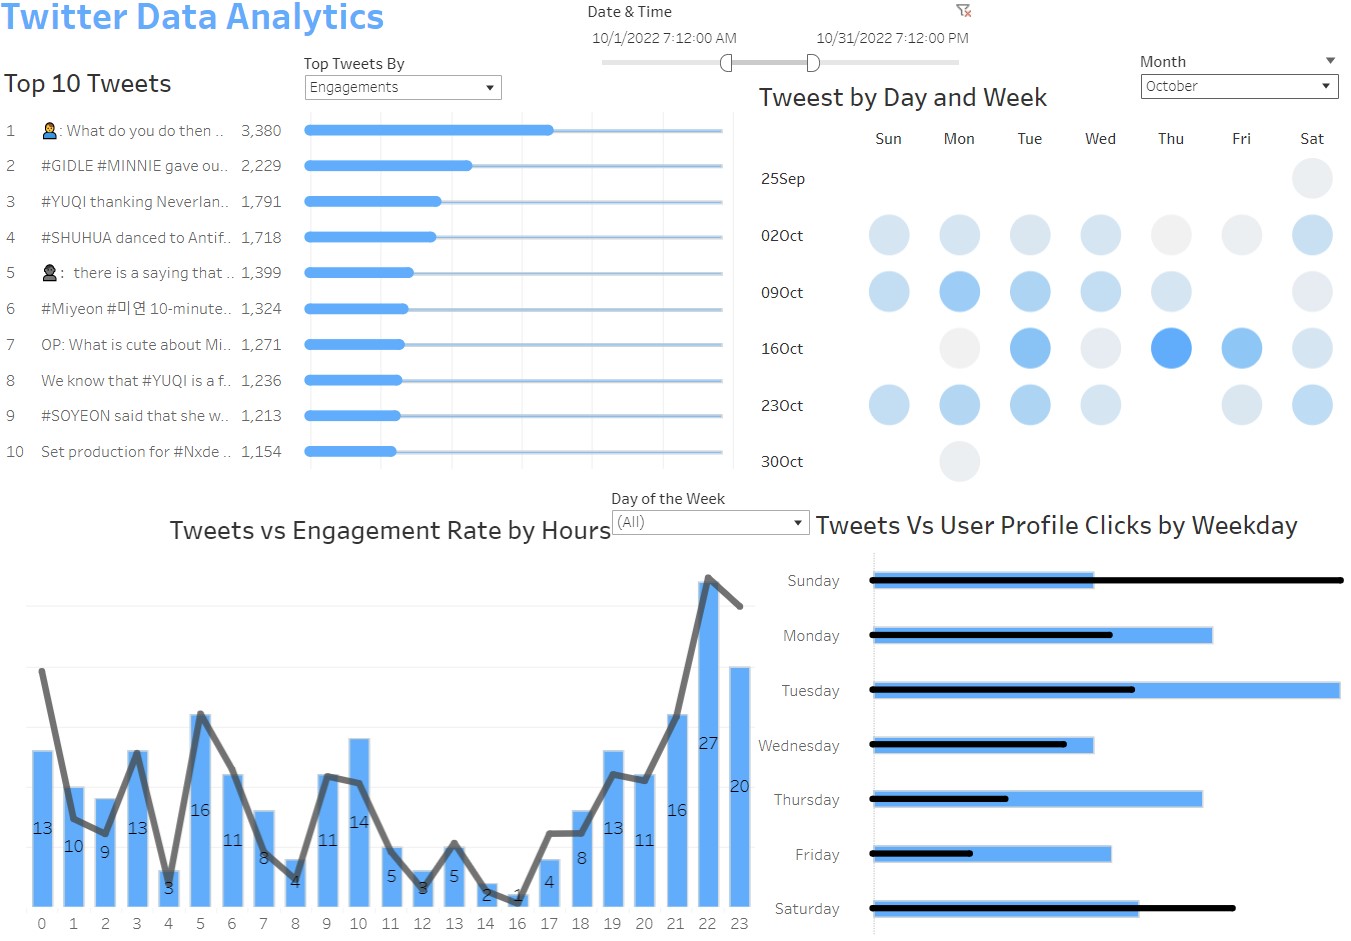 Twitter Data Analytics
Date & Time
10/1/2022 7:12:00 AM 10/31/2022 7:12:00 PM
Top 10 Tweets
Top Tweets By
Engagements
Month
October
1 : What do you do then .. 3,380
2 #GIDLE #MINNIE gave ou.. 2,229
3 #YUQI thanking Neverlan.. 1,791
4 #SHUHUA danced to Antif.. 1,718
5 : there is a saying that .. 1,399
6 #Miyeon #미연 10-minute.. 1,324
7 OP: What is cute about Mi.. 1,271
8 We know that #YUQI is a f.. 1,236
9 #SOYEON said that she w.. 1,213
10 Set production for #Nxde .. 1,154
Tweest by Day and Week
Sun Mon Tue Wed Thu Fri Sat
25Sep
02Oct
09Oct
16Oct
23Oct
30Oct
Tweets vs Engagement Rate by Hours
Day of the Week
(All)
13 10 9 13 3 16 11 8 4 11 14 5 3 5 2 1 4 8 13 11 16 27 20
0 1 2 3 4 5 6 7 8 9 10 11 12 13 14 15 16 17 18 19 20 21 22 23
Tweets Vs User Profile Clicks by Weekday
Sunday
Monday
Tuesday
Wednesday
Thursday
Friday
Saturday